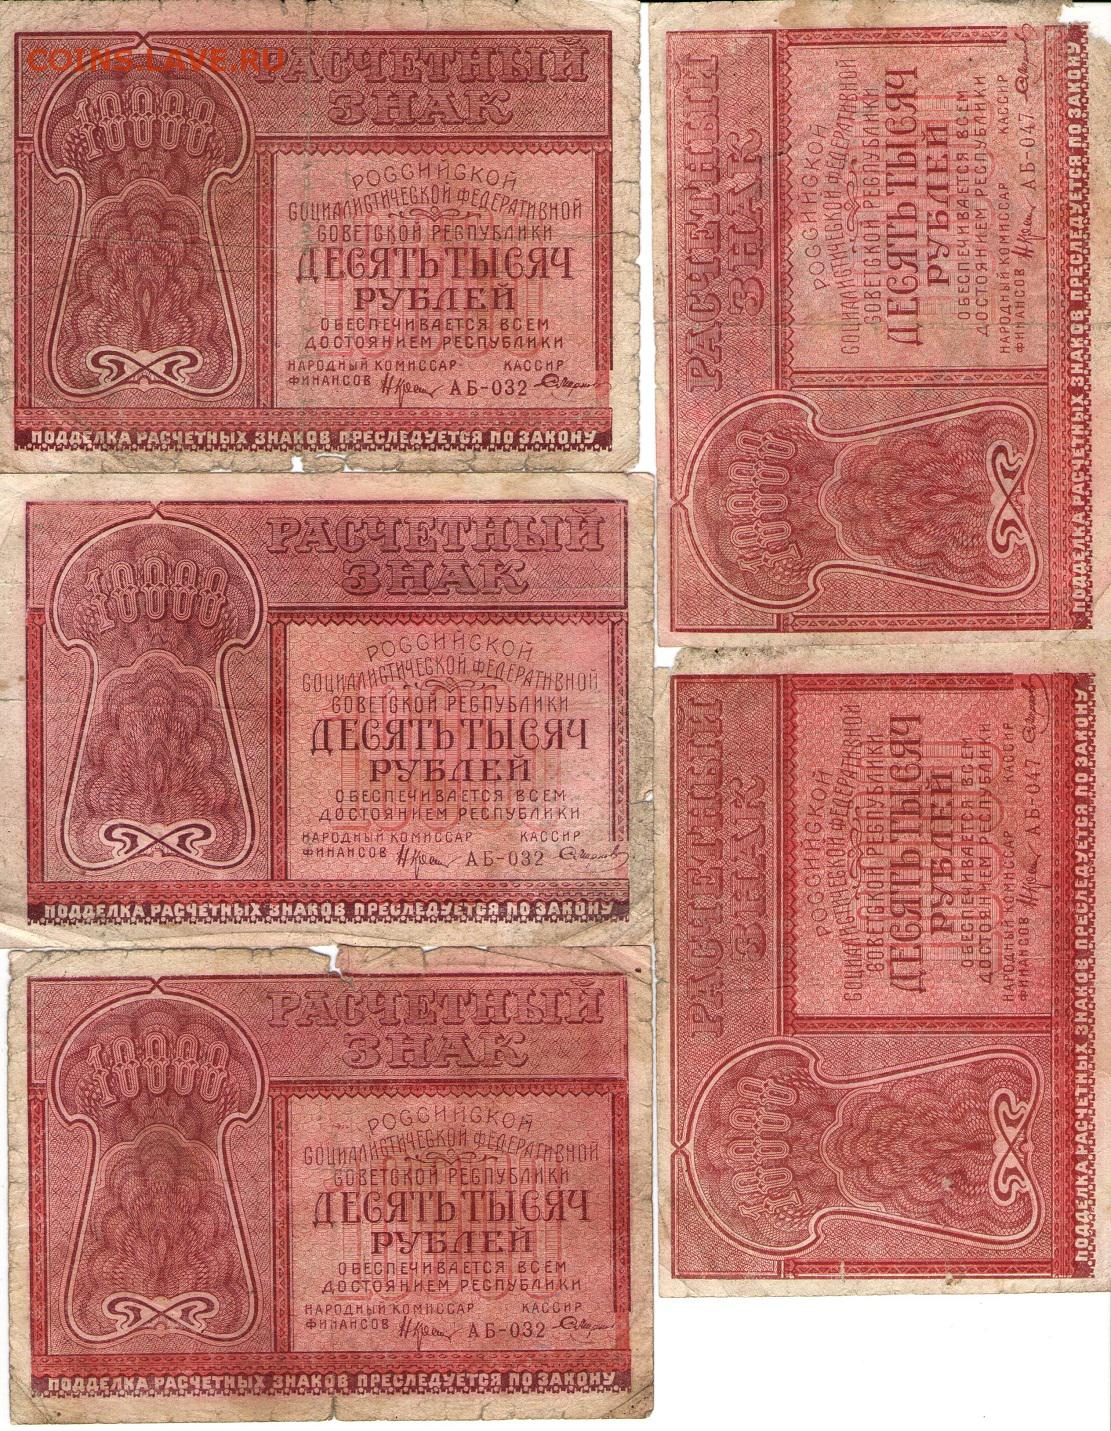 COINS.LAVE.RU
РАСЧЕТНЫЙ
ЗНАК
10000
РОССИЙСКОЙ
СОЦИАЛИСТИЧЕСКОЙ ФЕДЕРАТИВНОЙ
СОВЕТСКОЙ РЕСПУБЛИКИ
ДЕСЯТЬ ТЫСЯЧ
РУБЛЕЙ
ОБЕСПЕЧИВАЕТСЯ ВСЕМ
ДОСТОЯНИЕМ РЕСПУБЛИКИ
НАРОДНЫЙ КОМИССАР КАССИР
ФИНАНСОВ АБ-032
ПОДДЕЛКА РАСЧЕТНЫХ ЗНАКОВ ПРЕСЛЕДУЕТСЯ ПО ЗАКОНУ
РАСЧЕТНЫЙ
ЗНАК
10000
РОССИЙСКОЙ
СОЦИАЛИСТИЧЕСКОЙ ФЕДЕРАТИВНОЙ
СОВЕТСКОЙ РЕСПУБЛИКИ
ДЕСЯТЬ ТЫСЯЧ
РУБЛЕЙ
ОБЕСПЕЧИВАЕТСЯ ВСЕМ
ДОСТОЯНИЕМ РЕСПУБЛИКИ
НАРОДНЫЙ КОМИССАР КАССИР
ФИНАНСОВ АБ-032
ПОДДЕЛКА РАСЧЕТНЫХ ЗНАКОВ ПРЕСЛЕДУЕТСЯ ПО ЗАКОНУ
РАСЧЕТНЫЙ
ЗНАК
10000
РОССИЙСКОЙ
СОЦИАЛИСТИЧЕСКОЙ ФЕДЕРАТИВНОЙ
СОВЕТСКОЙ РЕСПУБЛИКИ
ДЕСЯТЬ ТЫСЯЧ
РУБЛЕЙ
ОБЕСПЕЧИВАЕТСЯ ВСЕМ
ДОСТОЯНИЕМ РЕСПУБЛИКИ
НАРОДНЫЙ КОМИССАР КАССИР
ФИНАНСОВ АБ-032
ПОДДЕЛКА РАСЧЕТНЫХ ЗНАКОВ ПРЕСЛЕДУЕТСЯ ПО ЗАКОНУ
РАСЧЕТНЫЙ
ЗНАК
10000
РОССИЙСКОЙ
СОЦИАЛИСТИЧЕСКОЙ ФЕДЕРАТИВНОЙ
СОВЕТСКОЙ РЕСПУБЛИКИ
ДЕСЯТЬ ТЫСЯЧ
РУБЛЕЙ
ОБЕСПЕЧИВАЕТСЯ ВСЕМ
ДОСТОЯНИЕМ РЕСПУБЛИКИ
НАРОДНЫЙ КОМИССАР КАССИР
ФИНАНСОВ АБ-047
ПОДДЕЛКА РАСЧЕТНЫХ ЗНАКОВ ПРЕСЛЕДУЕТСЯ ПО ЗАКОНУ
РАСЧЕТНЫЙ
ЗНАК
10000
РОССИЙСКОЙ
СОЦИАЛИСТИЧЕСКОЙ ФЕДЕРАТИВНОЙ
СОВЕТСКОЙ РЕСПУБЛИКИ
ДЕСЯТЬ ТЫСЯЧ
РУБЛЕЙ
ОБЕСПЕЧИВАЕТСЯ ВСЕМ
ДОСТОЯНИЕМ РЕСПУБЛИКИ
НАРОДНЫЙ КОМИССАР КАССИР
ФИНАНСОВ АБ-047
ПОДДЕЛКА РАСЧЕТНЫХ ЗНАКОВ ПРЕСЛЕДУЕТСЯ ПО ЗАКОНУ